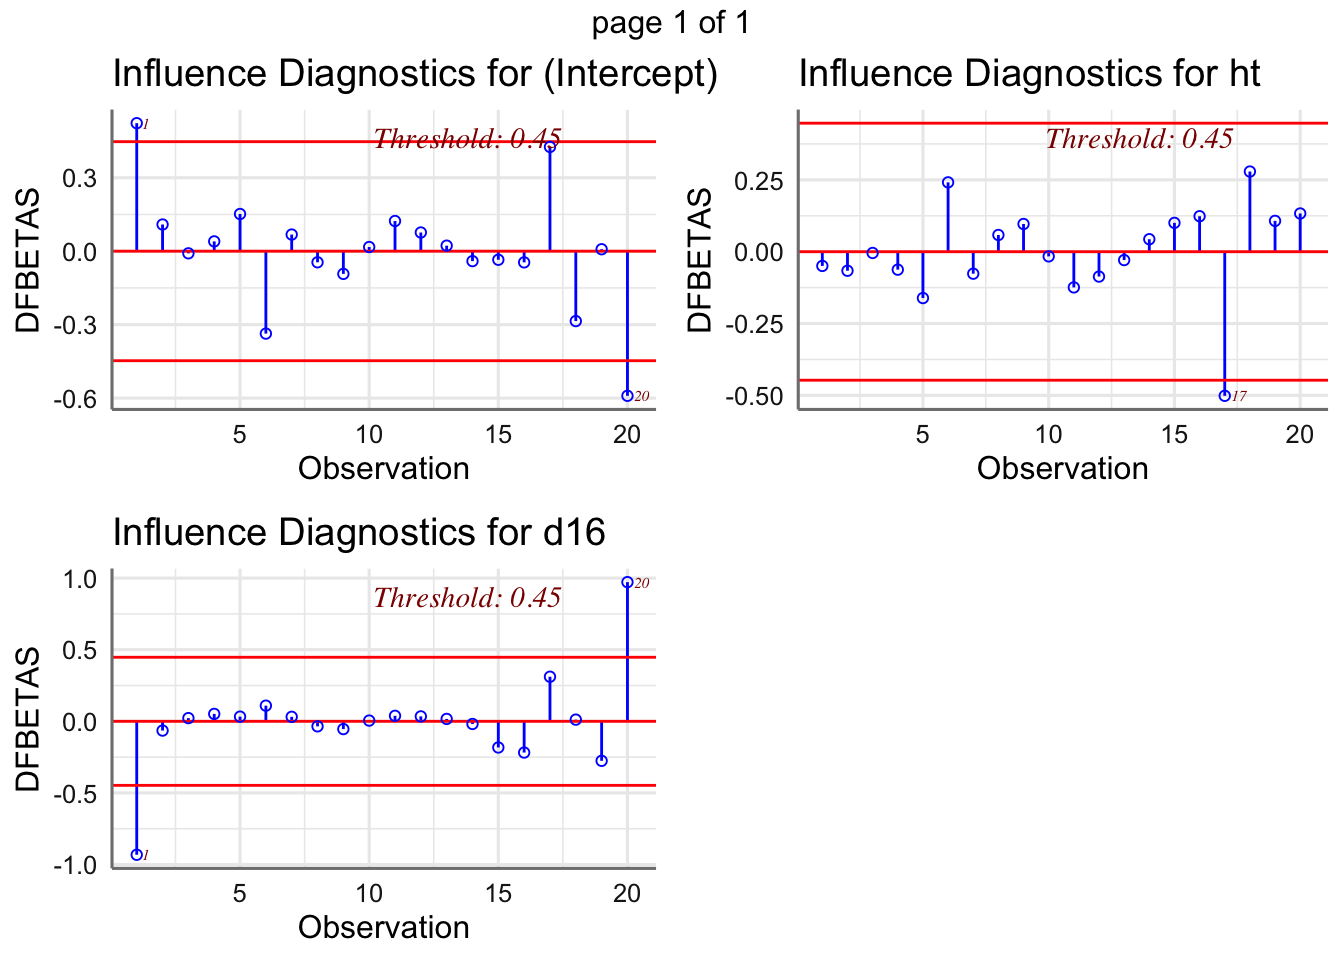 page 1 of 1
Influence Diagnostics for (Intercept)
DFBETAS
0.3
0.0
-0.3
-0.6
Threshold: 0.45
1
20
5 10 15 20
Observation
Influence Diagnostics for ht
DFBETAS
0.25
0.00
-0.25
-0.50
Threshold: 0.45
17
5 10 15 20
Observation
Influence Diagnostics for d16
DFBETAS
1.0
0.5
0.0
-0.5
-1.0
Threshold: 0.45
20
1
5 10 15 20
Observation